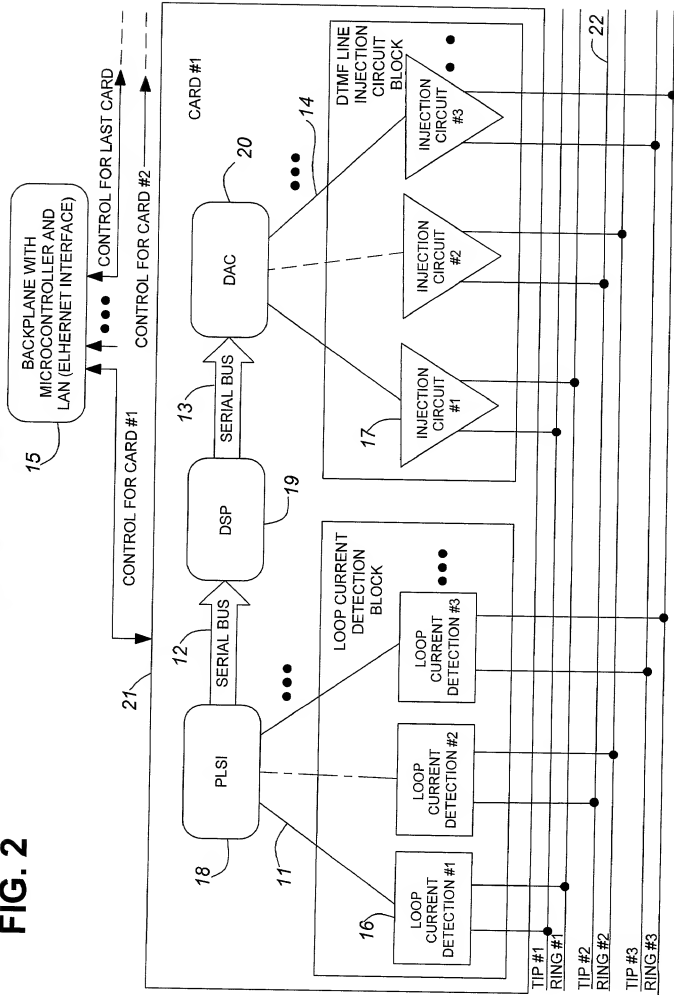 FIG. 2
BACKPLANE WITH
MICROCONTROLLER AND
LAN (ELHERNET INTERFACE)
15
CONTROL FOR CARD #1
CONTROL FOR LAST CARD
CONTROL FOR CARD #2
21
CARD #1
PLSI
18
12
SERIAL BUS
DSP
19
13
SERIAL BUS
DAC
20
11
14
LOOP CURRENT
DETECTION
BLOCK
16
LOOP
CURRENT
DETECTION #1
LOOP
CURRENT
DETECTION #2
LOOP
CURRENT
DETECTION #3
DTMF LINE
INJECTION
CIRCUIT
BLOCK
17
INJECTION
CIRCUIT
#1
INJECTION
CIRCUIT
#2
INJECTION
CIRCUIT
#3
TIP #1
RING #1
TIP #2
RING #2
TIP #3
RING #3
22